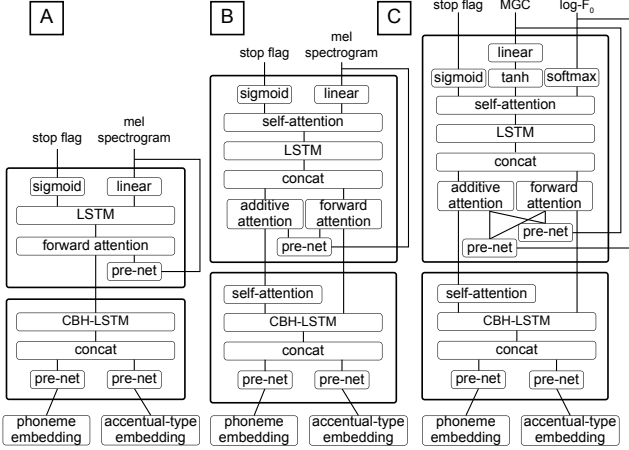 A
mel
stop flag spectrogram
sigmoid linear
LSTM
forward attention
pre-net
CBH-LSTM
concat
pre-net pre-net
phoneme accentual-type
embedding embedding
B
mel
stop flag spectrogram
sigmoid linear
self-attention
LSTM
concat
additive forward
attention attention
pre-net
self-attention
CBH-LSTM
concat
pre-net pre-net
phoneme accentual-type
embedding embedding
C
stop flag MGC log-F₀
linear
sigmoid tanh softmax
self-attention
LSTM
concat
additive forward
attention attention
pre-net
pre-net
self-attention
CBH-LSTM
concat
pre-net pre-net
phoneme accentual-type
embedding embedding